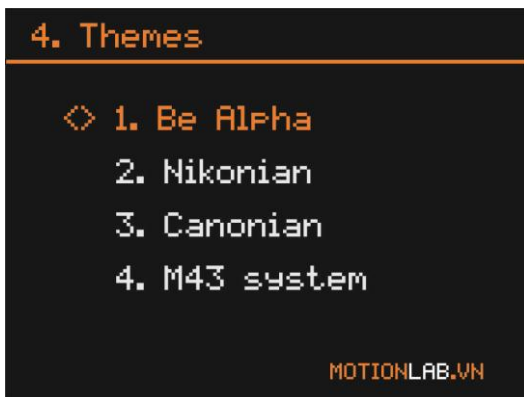 4. Themes
<> 1. Be Alpha
2. Nikonian
3. Canonian
4. M43 system
MOTIONLAB.VN